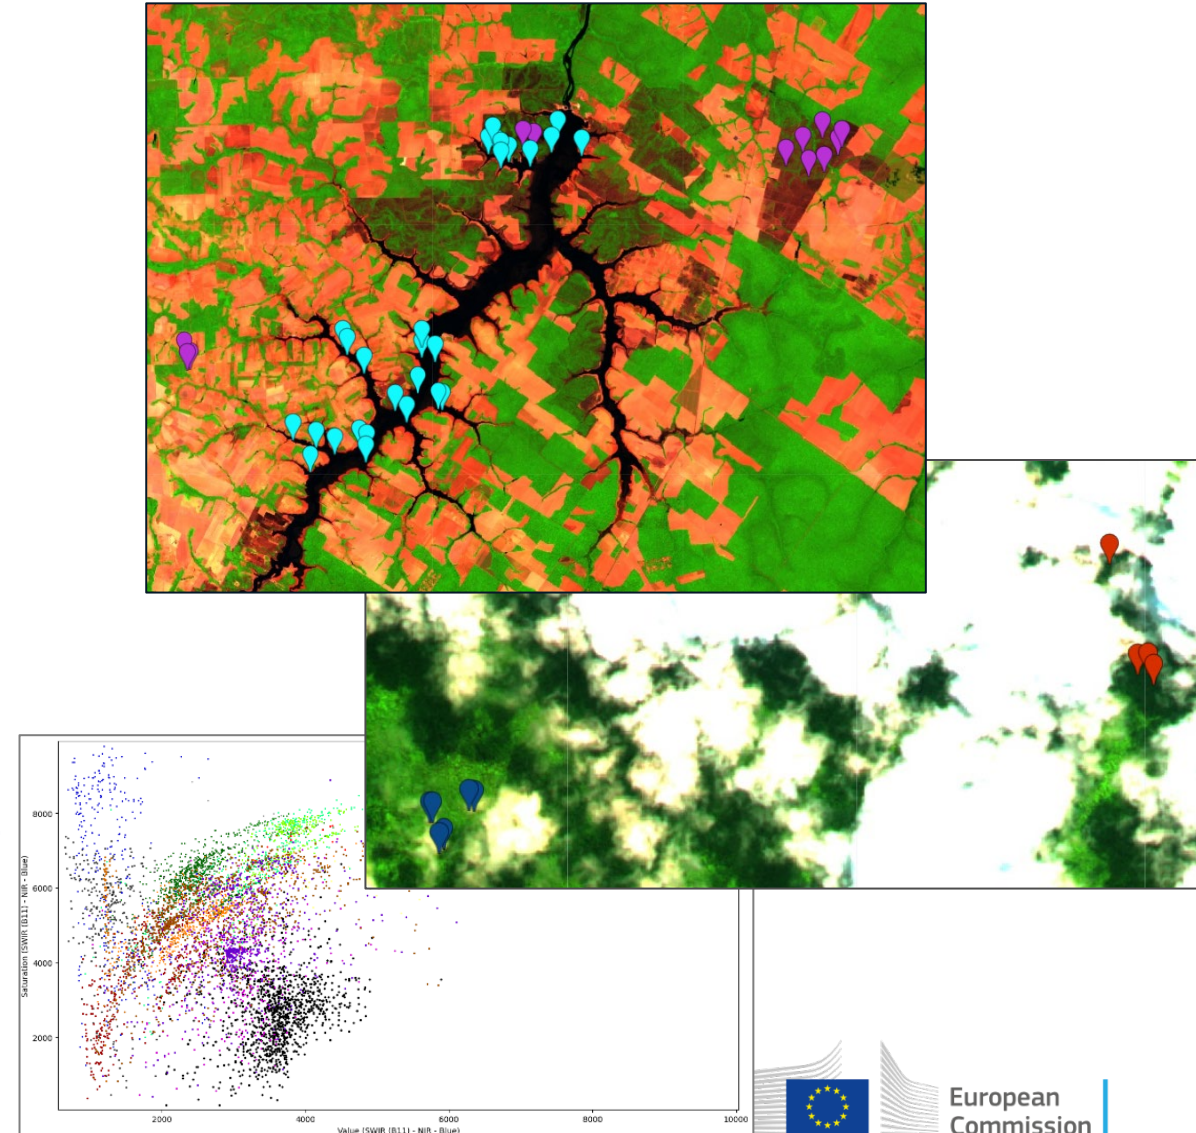 8000
6000
4000
2000
Saturation (SWIR (B11) - NIR - Blue)
2000
4000
6000
8000
10000
Value (SWIR (B11) - NIR - Blue)
European
Commission